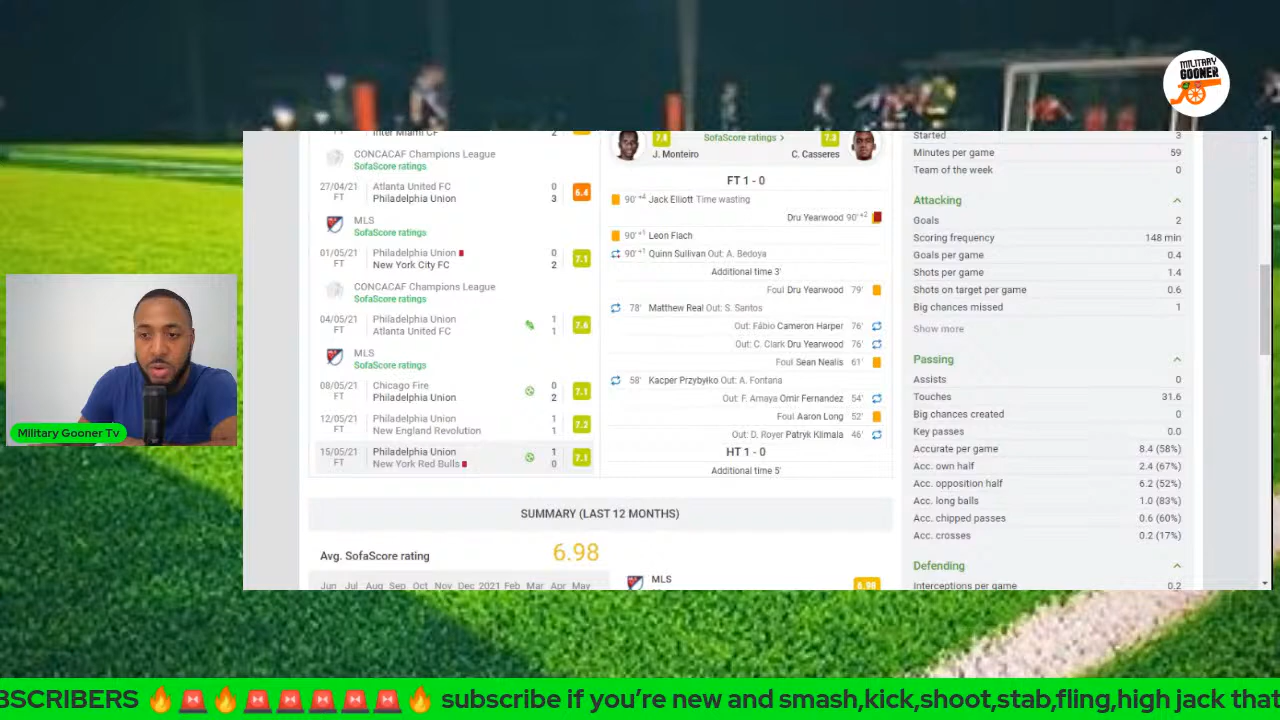 MILITARY
GOONER
Inter Miami CF 2
CONCACAF Champions League
SofaScore ratings
27/04/21 Atlanta United FC 0
FT Philadelphia Union 3 6.4
MLS
SofaScore ratings
01/05/21 Philadelphia Union 0
FT New York City FC 2 7.1
CONCACAF Champions League
SofaScore ratings
04/05/21 Philadelphia Union 1
FT Atlanta United FC 1 7.6
MLS
SofaScore ratings
08/05/21 Chicago Fire 0
FT Philadelphia Union 2 7.1
12/05/21 Philadelphia Union 1
FT New England Revolution 1 7.2
15/05/21 Philadelphia Union 1
FT New York Red Bulls 0 7.1
SofaScore ratings >
J. Monteiro C. Casseres
FT 1 - 0
90'+4 Jack Elliott Time wasting
Dru Yearwood 90'+2
90'+1 Leon Flach
90'+1 Quinn Sullivan Out: A. Bedoya
Additional time 3'
Foul Dru Yearwood 79'
78' Matthew Real Out: S. Santos
Out: Fábio Cameron Harper 76'
Out: C. Clark Dru Yearwood 76'
Foul Sean Nealis 61'
58' Kacper Przybyłko Out: A. Fontana
Out: F. Amaya Omir Fernandez 54'
Foul Aaron Long 52'
Out: D. Royer Patryk Klimala 46'
HT 1 - 0
Additional time 5'
SUMMARY (LAST 12 MONTHS)
Avg. SofaScore rating 6.98
Jun Jul Aug Sep Oct Nov Dec 2021 Feb Mar Apr May
MLS 6.98
Started 3
Minutes per game 59
Team of the week 0
Attacking
Goals 2
Scoring frequency 148 min
Goals per game 0.4
Shots per game 1.4
Shots on target per game 0.6
Big chances missed 1
Show more
Passing
Assists 0
Touches 31.6
Big chances created 0
Key passes 0.0
Accurate per game 8.4 (58%)
Acc. own half 2.4 (67%)
Acc. opposition half 6.2 (52%)
Acc. long balls 1.0 (83%)
Acc. chipped passes 0.6 (60%)
Acc. crosses 0.2 (17%)
Defending
Interceptions per game 0.2
Military Gooner Tv
BSCRIBERS 🔥🚨🔥🚨🚨🚨🚨🚨🔥 subscribe if you’re new and smash,kick,shoot,stab,fling,high jack that